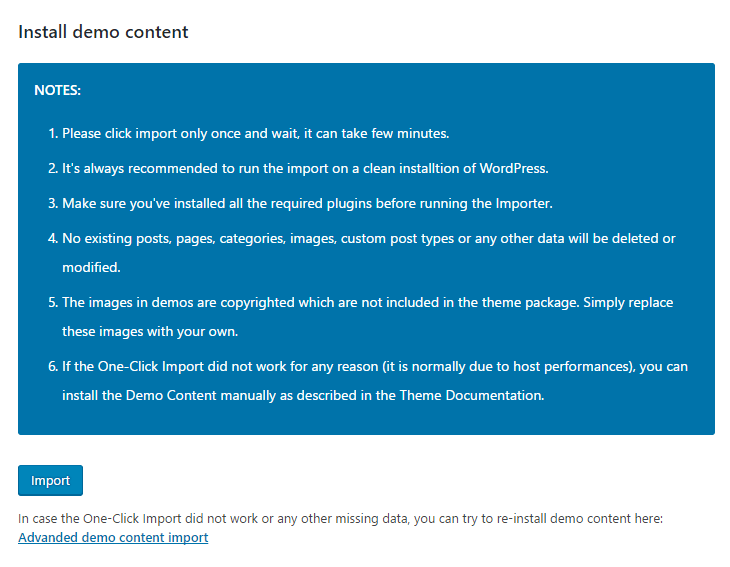 Install demo content
NOTES:
1. Please click import only once and wait, it can take few minutes.
2. It's always recommended to run the import on a clean installtion of WordPress.
3. Make sure you've installed all the required plugins before running the Importer.
4. No existing posts, pages, categories, images, custom post types or any other data will be deleted or
modified.
5. The images in demos are copyrighted which are not included in the theme package. Simply replace
these images with your own.
6. If the One-Click Import did not work for any reason (it is normally due to host performances), you can
install the Demo Content manually as described in the Theme Documentation.
Import
In case the One-Click Import did not work or any other missing data, you can try to re-install demo content here:
Advanded demo content import